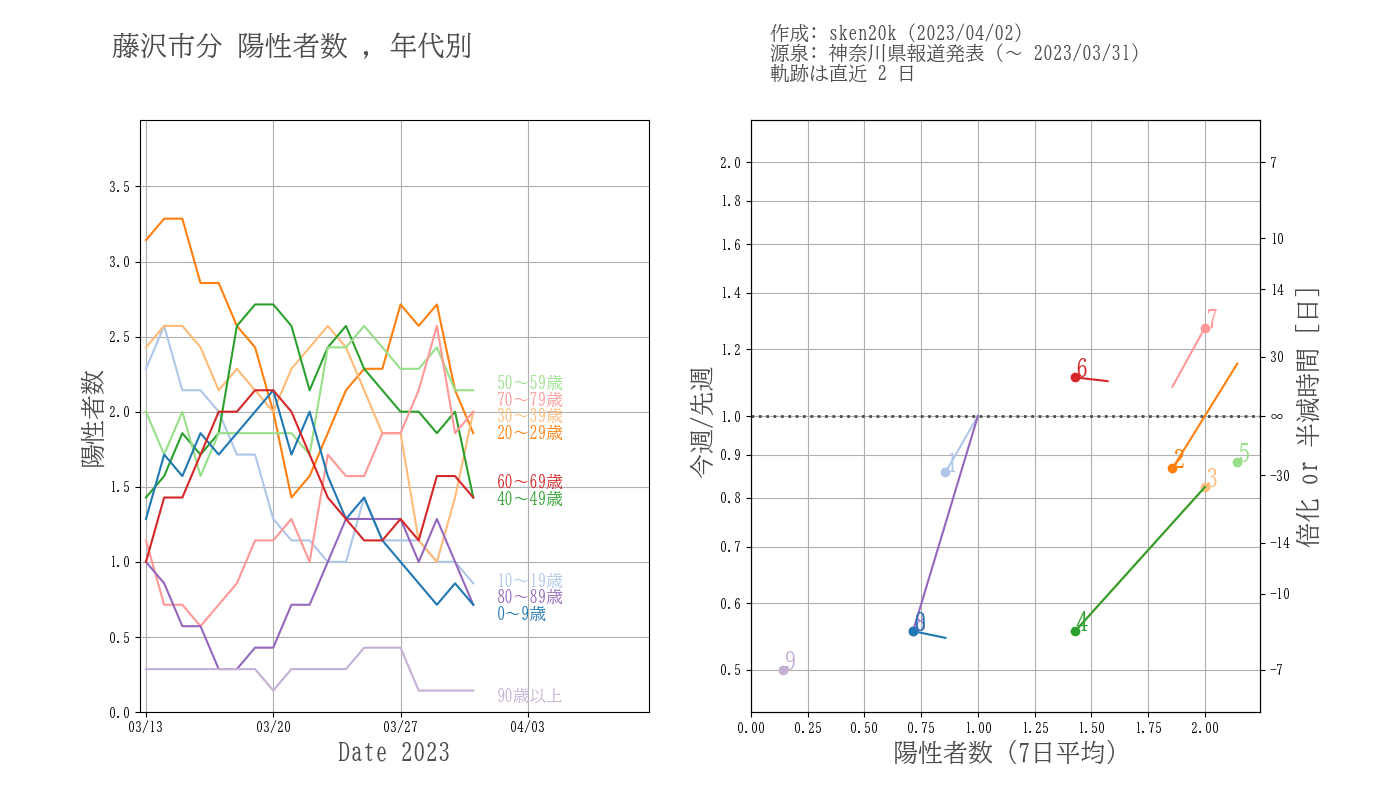 藤沢市分 陽性者数 , 年代別
作成: sken20k (2023/04/02)
源泉: 神奈川県報道発表 (〜 2023/03/31)
軌跡は直近 2 日
陽性者数
3.5
3.0
2.5
2.0
1.5
1.0
0.5
0.0
03/13
03/20
03/27
04/03
Date 2023
50〜59歳
70〜79歳
30〜39歳
20〜29歳
60〜69歳
40〜49歳
10〜19歳
80〜89歳
0〜9歳
90歳以上
今週/先週
2.0
1.8
1.6
1.4
1.2
1.0
0.9
0.8
0.7
0.6
0.5
0.00
0.25
0.50
0.75
1.00
1.25
1.50
1.75
2.00
陽性者数 (7日平均)
7
6
1
2
5
3
4
8
0
9
7
10
14
30
∞
−30
−14
−10
−7
倍化 or 半減時間 [日]